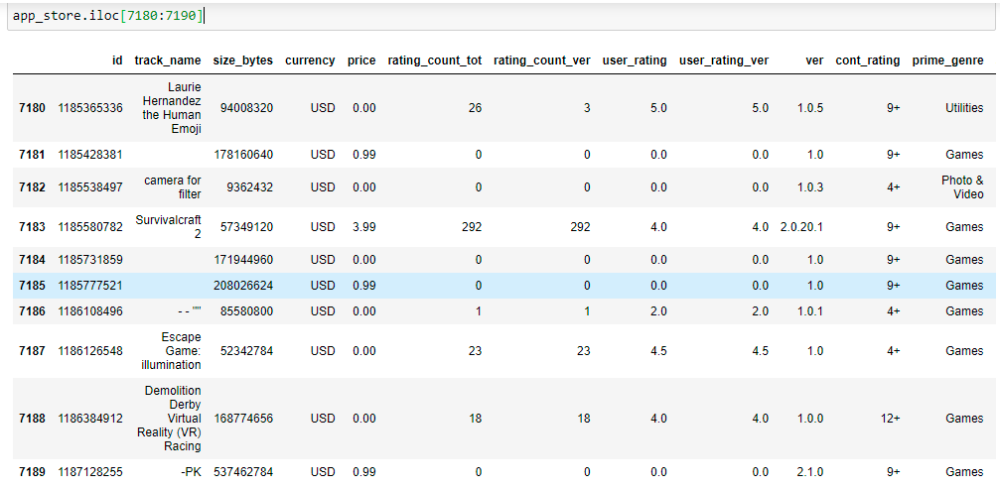 app_store.iloc[7180:7190]
id track_name size_bytes currency price rating_count_tot rating_count_ver user_rating user_rating_ver ver cont_rating prime_genre
7180 1185365336 Laurie Hernandez the Human Emoji 94008320 USD 0.00 26 3 5.0 5.0 1.0.5 9+ Utilities
7181 1185428381 178160640 USD 0.99 0 0 0.0 0.0 1.0 9+ Games
7182 1185538497 camera for filter 9362432 USD 0.00 0 0 0.0 0.0 1.0.3 4+ Photo & Video
7183 1185580782 Survivalcraft 2 57349120 USD 3.99 292 292 4.0 4.0 2.0.20.1 9+ Games
7184 1185731859 171944960 USD 0.00 0 0 0.0 0.0 1.0 9+ Games
7185 1185777521 208026624 USD 0.99 0 0 0.0 0.0 1.0 9+ Games
7186 1186108496 - - "" 85580800 USD 0.00 1 1 2.0 2.0 1.0.1 4+ Games
7187 1186126548 Escape Game: illumination 52342784 USD 0.00 23 23 4.5 4.5 1.0 4+ Games
7188 1186384912 Demolition Derby Virtual Reality (VR) Racing 168774656 USD 0.00 18 18 4.0 4.0 1.0.0 12+ Games
7189 1187128255 -PK 537462784 USD 0.99 0 0 0.0 0.0 2.1.0 9+ Games